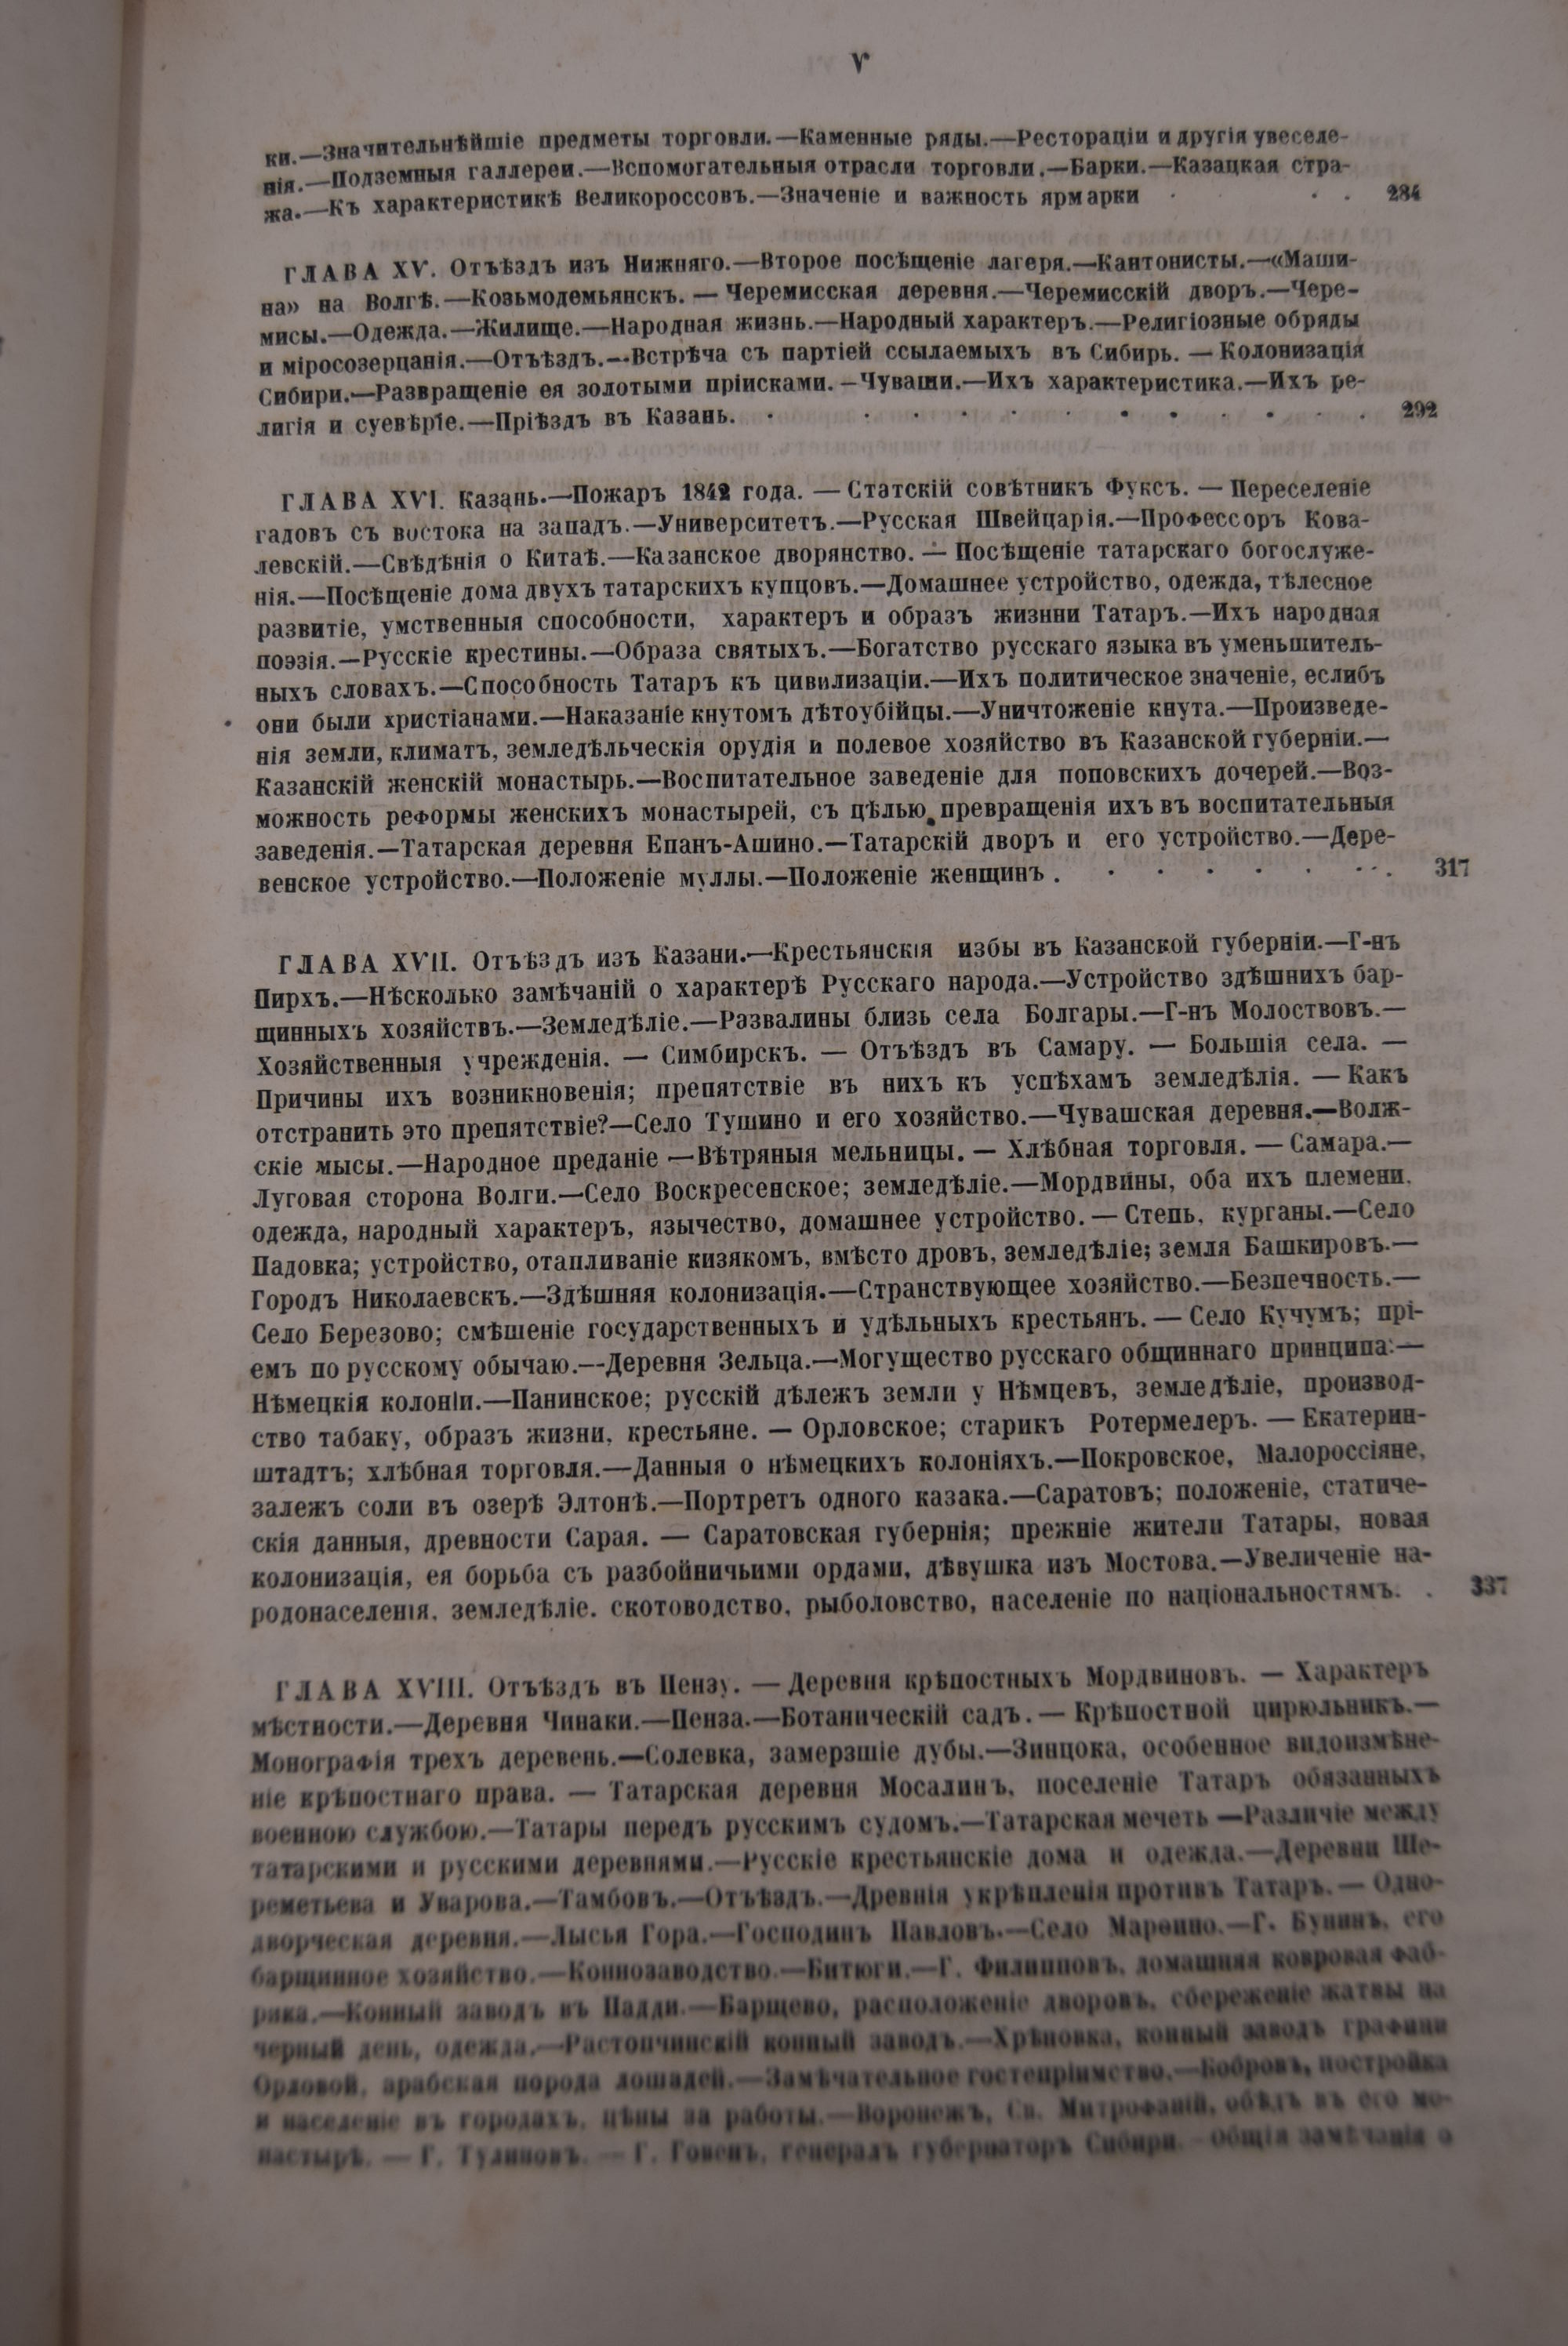 V
ки.—Значительнѣйшіе предметы торговли.—Каменные ряды.—Рестораціи и другія увеселе-
нія.—Подземныя галлереи.—Вспомогательныя отрасли торговли.—Барки.—Казацкая стра-
жа.—Къ характеристикѣ Великороссовъ.—Значеніе и важность ярмарки . . . 284
ГЛАВА XV. Отъѣздъ изъ Нижняго.—Второе посѣщеніе лагеря.—Кантонисты.—«Маши-
на» на Волгѣ.—Козьмодемьянскъ. — Черемисская деревня.—Черемисскій дворъ.—Чере-
мисы.—Одежда.—Жилище.—Народная жизнь.—Народный характеръ.—Религіозные обряды
и міросозерцанія.—Отъѣздъ.—Встрѣча съ партіей ссылаемыхъ въ Сибирь. — Колонизація
Сибири.—Развращеніе ея золотыми пріисками.—Чуваши.—Ихъ характеристика.—Ихъ ре-
лигія и суевѣріе.—Пріѣздъ въ Казань. . . . . . . . . . . . . 292
ГЛАВА XVI. Казань.—Пожаръ 1842 года. — Статскій совѣтникъ Фуксъ. — Переселеніе
гадовъ съ востока на западъ.—Университетъ.—Русская Швейцарія.—Профессоръ Кова-
левскій.—Свѣдѣнія о Китаѣ.—Казанское дворянство. — Посѣщеніе татарскаго богослуже-
нія.—Посѣщеніе дома двухъ татарскихъ купцовъ.—Домашнее устройство, одежда, тѣлесное
развитіе, умственныя способности, характеръ и образъ жизнни Татаръ.—Ихъ народная
поэзія.—Русскіе крестины.—Образа святыхъ.—Богатство русскаго языка въ уменьшитель-
ныхъ словахъ.—Способность Татаръ къ цивилизаціи.—Ихъ политическое значеніе, еслибъ
они были христіанами.—Наказаніе кнутомъ дѣтоубійцы.—Уничтоженіе кнута.—Произведе-
нія земли, климатъ, земледѣльческія орудія и полевое хозяйство въ Казанской губерніи.—
Казанскій женскій монастырь.—Воспитательное заведеніе для поповскихъ дочерей.—Воз-
можность реформы женскихъ монастырей, съ цѣлью превращенія ихъ въ воспитательныя
заведенія.—Татарская деревня Епанъ-Ашино.—Татарскій дворъ и его устройство.—Дере-
венское устройство.—Положеніе муллы.—Положеніе женщинъ . . . . . . . . . 317
ГЛАВА XVII. Отъѣздъ изъ Казани.—Крестьянскія избы въ Казанской губерніи.—Г-нъ
Пирхъ.—Нѣсколько замѣчаній о характерѣ Русскаго народа.—Устройство здѣшнихъ бар-
щинныхъ хозяйствъ.—Земледѣліе.—Развалины близь села Болгары.—Г-нъ Молоствовъ.—
Хозяйственныя учрежденія. — Симбирскъ. — Отъѣздъ въ Самару. — Большія села. —
Причины ихъ возникновенія; препятствіе въ нихъ къ успѣхамъ земледѣлія. — Какъ
отстранить это препятствіе?—Село Тушино и его хозяйство.—Чувашская деревня.—Волж-
скіе мысы.—Народное преданіе —Вѣтряныя мельницы. — Хлѣбная торговля. — Самара.—
Луговая сторона Волги.—Село Воскресенское; земледѣліе.—Мордвины, оба ихъ племени,
одежда, народный характеръ, язычество, домашнее устройство. — Степь, курганы.—Село
Падовка; устройство, отапливаніе кизякомъ, вмѣсто дровъ, земледѣліе; земля Башкировъ.—
Городъ Николаевскъ.—Здѣшняя колонизація.—Странствующее хозяйство.—Безпечность.—
Село Березово; смѣшеніе государственныхъ и удѣльныхъ крестьянъ. — Село Кучумъ; прі-
емъ по русскому обычаю.—Деревня Зельца.—Могущество русскаго общиннаго принципа.—
Нѣмецкія колоніи.—Панинское; русскій дѣлежъ земли у Нѣмцевъ, земледѣліе, производ-
ство табаку, образъ жизни, крестьяне. — Орловское; старикъ Ротермелеръ. — Екатерин-
штадтъ; хлѣбная торговля.—Данныя о нѣмецкихъ колоніяхъ.—Покровское, Малороссіяне,
залежъ соли въ озерѣ Элтонѣ.—Портретъ одного казака.—Саратовъ; положеніе, статиче-
скія данныя, древности Сарая. — Саратовская губернія; прежніе жители Татары, новая
колонизація, ея борьба съ разбойничьими ордами, дѣвушка изъ Мостова.—Увеличеніе на-
родонаселенія, земледѣліе, скотоводство, рыболовство, населеніе по національностямъ. . 337
ГЛАВА XVIII. Отъѣздъ въ Пензу. — Деревня крѣпостныхъ Мордвиновъ. — Характеръ
мѣстности.—Деревня Чинаки.—Пенза.—Ботаническій садъ. — Крѣпостной цирюльникъ.—
Монографія трехъ деревень.—Солевка, замерзшіе дубы.—Зинцока, особенное видоизмѣне-
ніе крѣпостнаго права. — Татарская деревня Мосалинъ, поселеніе Татаръ обязанныхъ
военною службою.—Татары передъ русскимъ судомъ.—Татарская мечеть —Различіе между
татарскими и русскими деревнями.—Русскіе крестьянскіе дома и одежда.—Деревни Ше-
реметьева и Уварова.—Тамбовъ.—Отъѣздъ.—Древнія укрѣпленія противъ Татаръ. — Одно-
дворческая деревня.—Лысья Гора.—Господинъ Павловъ.—Село Марвино.—Г. Бунинъ, его
барщинное хозяйство.—Коннозаводство.—Битюги.—Г. Филипповъ, домашняя ковровая фаб-
рика.—Конный заводъ въ Падди.—Барщево, расположеніе дворовъ, сбереженіе жатвы на
черный день, одежда.—Растопчинскій конный заводъ.—Хрѣновка, конный заводъ графини
Орловой, арабская порода лошадей.—Замѣчательное гостепріимство.—Бобровъ, постройка
и населеніе въ городахъ, цѣны за работы.—Воронежъ, Св. Митрофаній, обѣдъ въ его мо-
настырѣ. — Г. Тулиновъ. — Г. Говенъ, генералъ губернаторъ Сибири. общія замѣчанія о